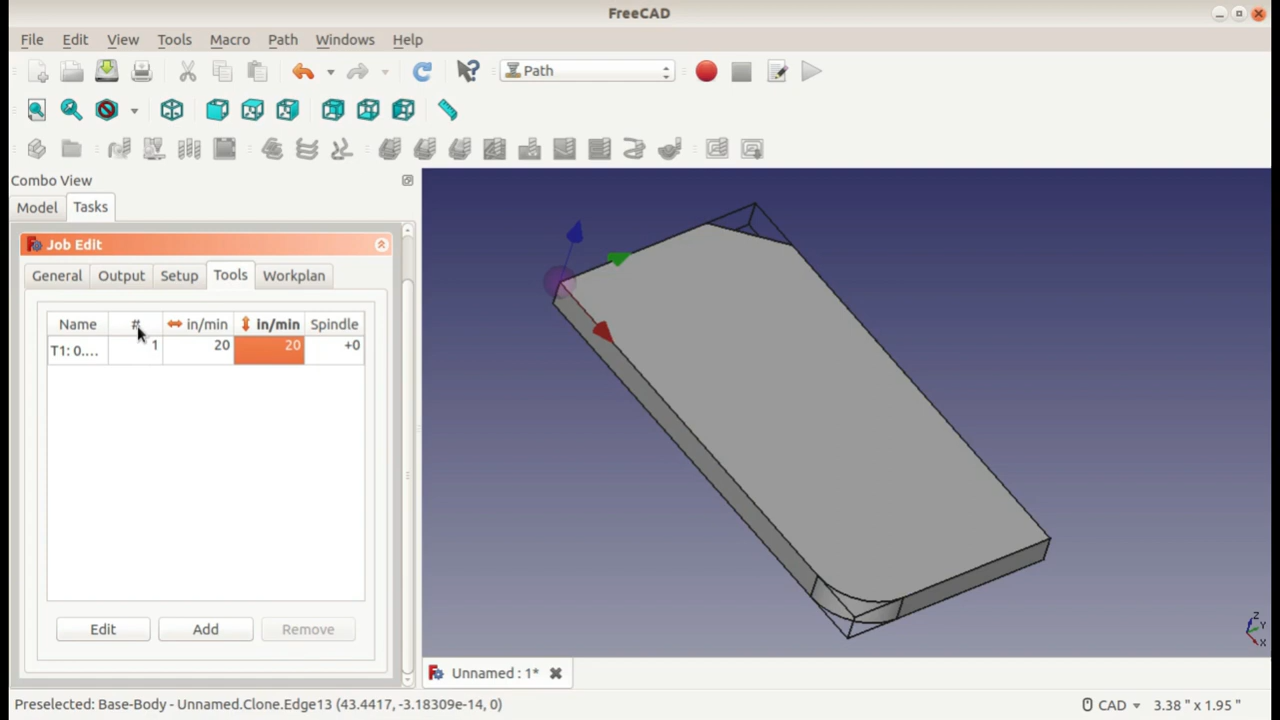 FreeCAD
File Edit View Tools Macro Path Windows Help
Path
Combo View
Model Tasks
Job Edit
General Output Setup Tools Workplan
Name # in/min in/min Spindle
T1: 0.... 1 20 20 +0
Edit Add Remove
Z
Y
X
Unnamed : 1*
Preselected: Base-Body - Unnamed.Clone.Edge13 (43.4417, -3.18309e-14, 0) CAD 3.38 " x 1.95 "